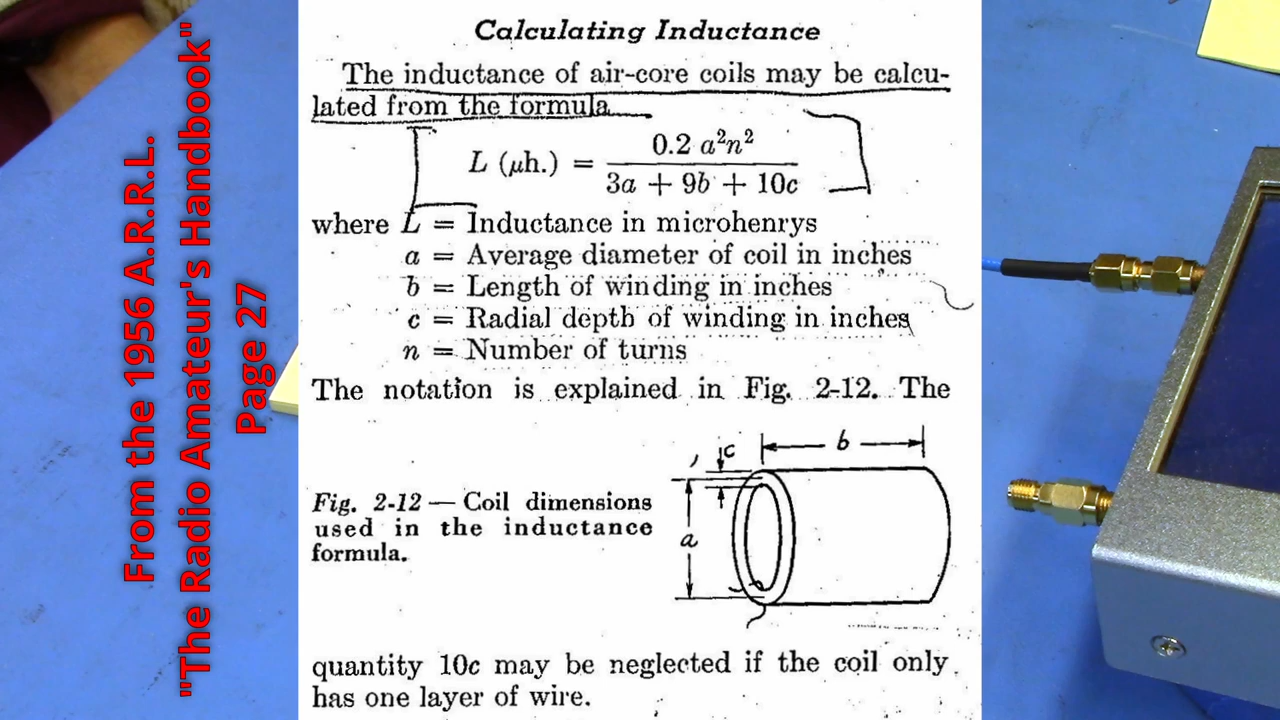 From the 1956 A.R.R.L.
"The Radio Amateur's Handbook"
Page 27
Calculating Inductance
The inductance of air-core coils may be calcu-
lated from the formula
L (μh.) = 0.2 a²n² / 3a + 9b + 10c
where L = Inductance in microhenrys
a = Average diameter of coil in inches
b = Length of winding in inches
c = Radial depth of winding in inches
n = Number of turns
The notation is explained in Fig. 2-12. The
c
b
a
Fig. 2-12 — Coil dimensions
used in the inductance
formula.
quantity 10c may be neglected if the coil only
has one layer of wire.